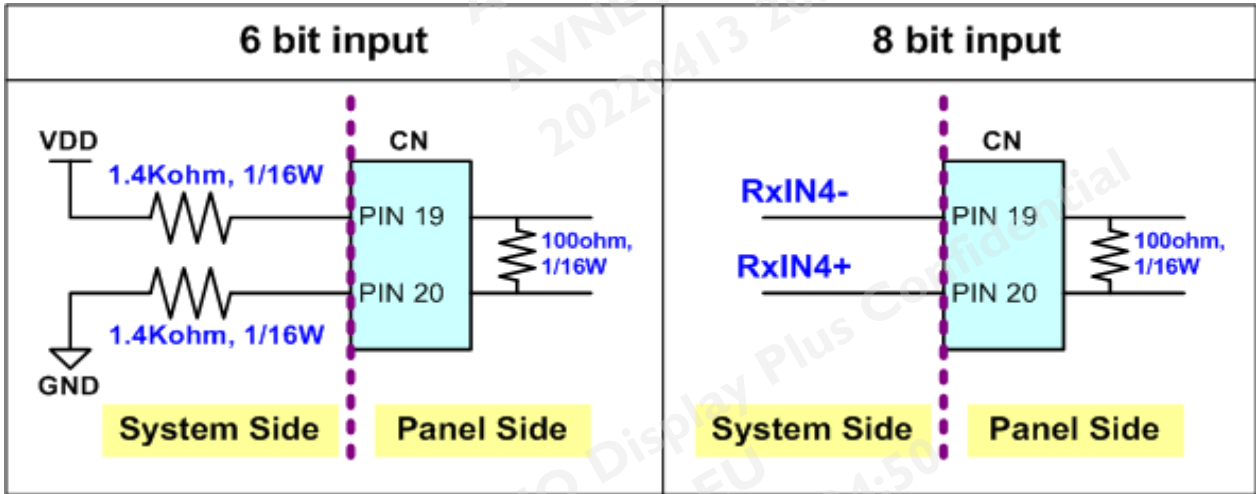 6 bit input
8 bit input
VDD
1.4Kohm, 1/16W
CN
PIN 19
100ohm,
1/16W
PIN 20
1.4Kohm, 1/16W
GND
System Side
Panel Side
RxIN4-
RxIN4+
CN
PIN 19
100ohm,
1/16W
PIN 20
System Side
Panel Side
20220413
Display Plus Confidential